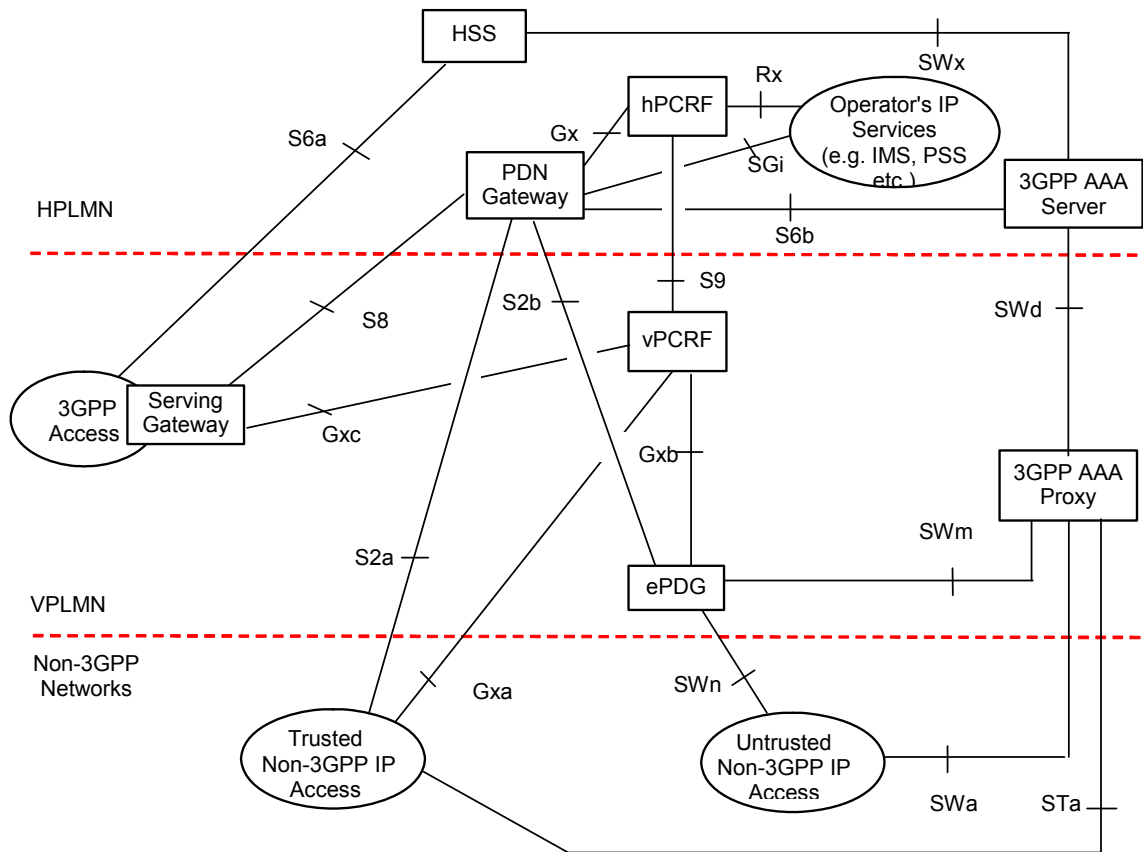 HSS
SWx
Rx
hPCRF
Operator's IP
Services
(e.g. IMS, PSS
etc.)
Gx
S6a
SGi
PDN
Gateway
3GPP AAA
Server
HPLMN
S6b
S9
S2b
SWd
S8
vPCRF
3GPP
Access
Serving
Gateway
Gxc
Gxb
3GPP AAA
Proxy
SWm
S2a
ePDG
VPLMN
Non-3GPP
Networks
SWn
Gxa
Trusted
Non-3GPP IP
Access
Untrusted
Non-3GPP IP
Access
SWa
STa